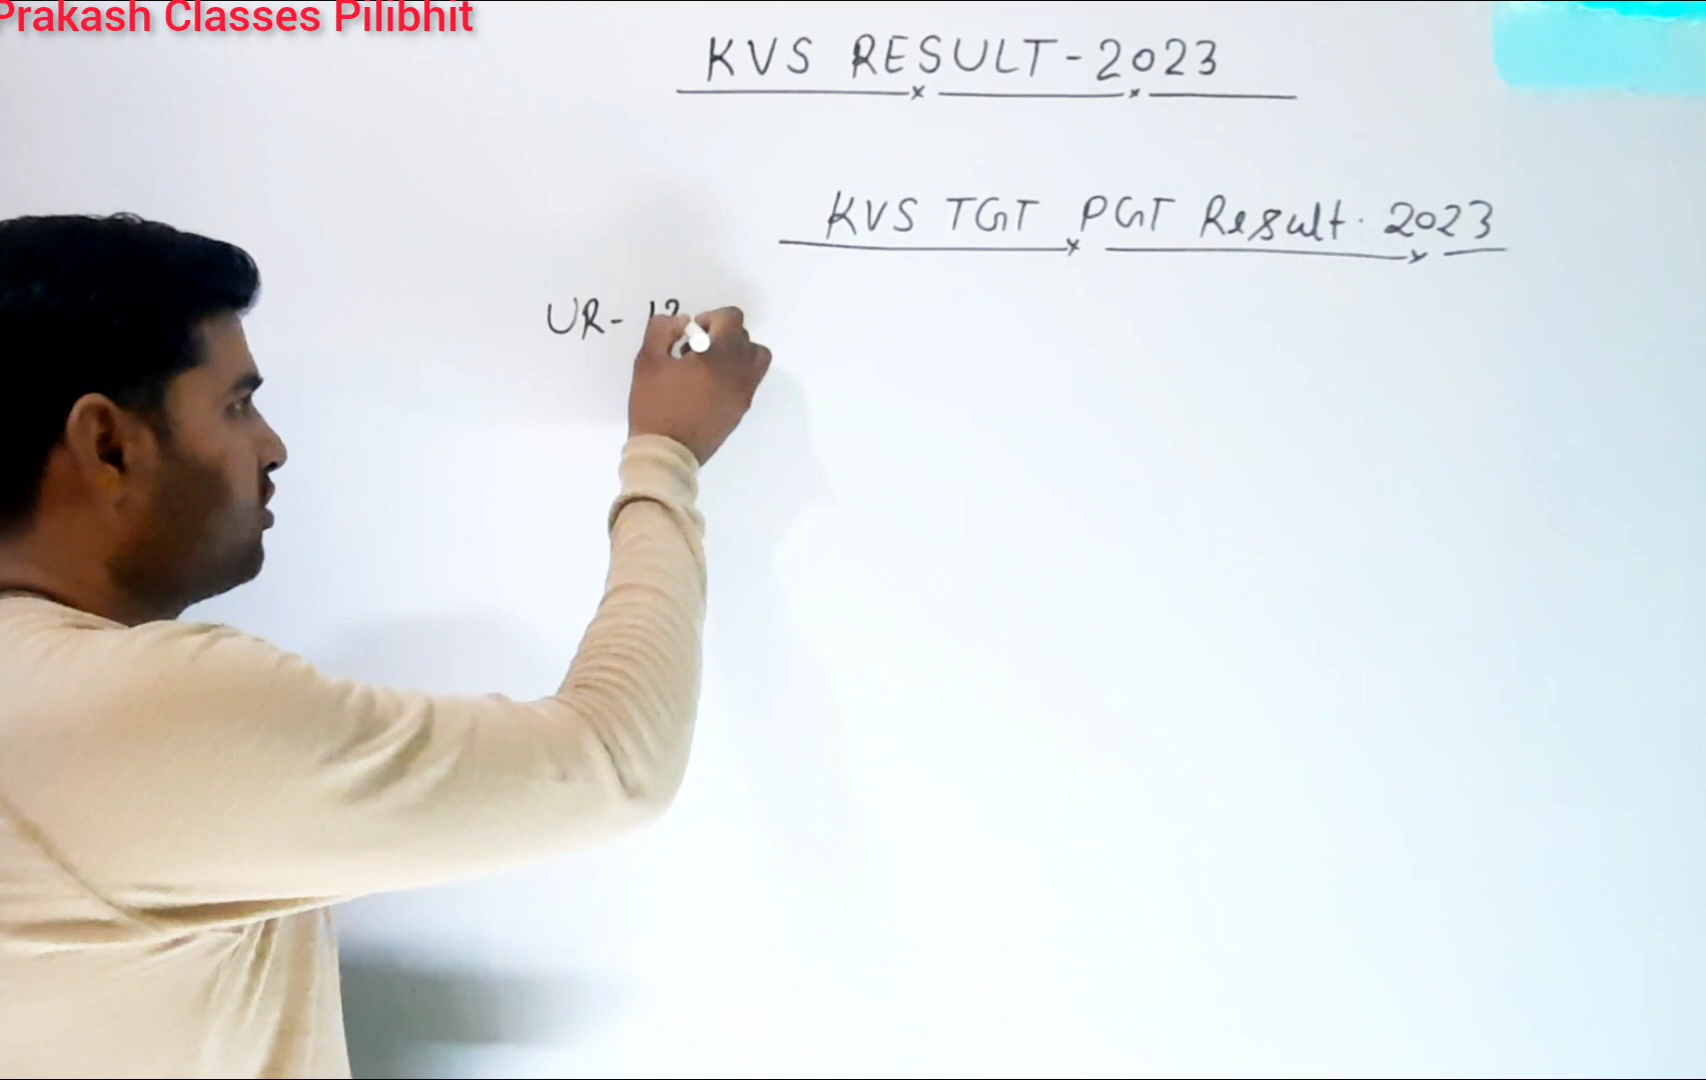 Prakash Classes Pilibhit
KVS RESULT-2023
KVS TGT PGT Result. 2023
UR-